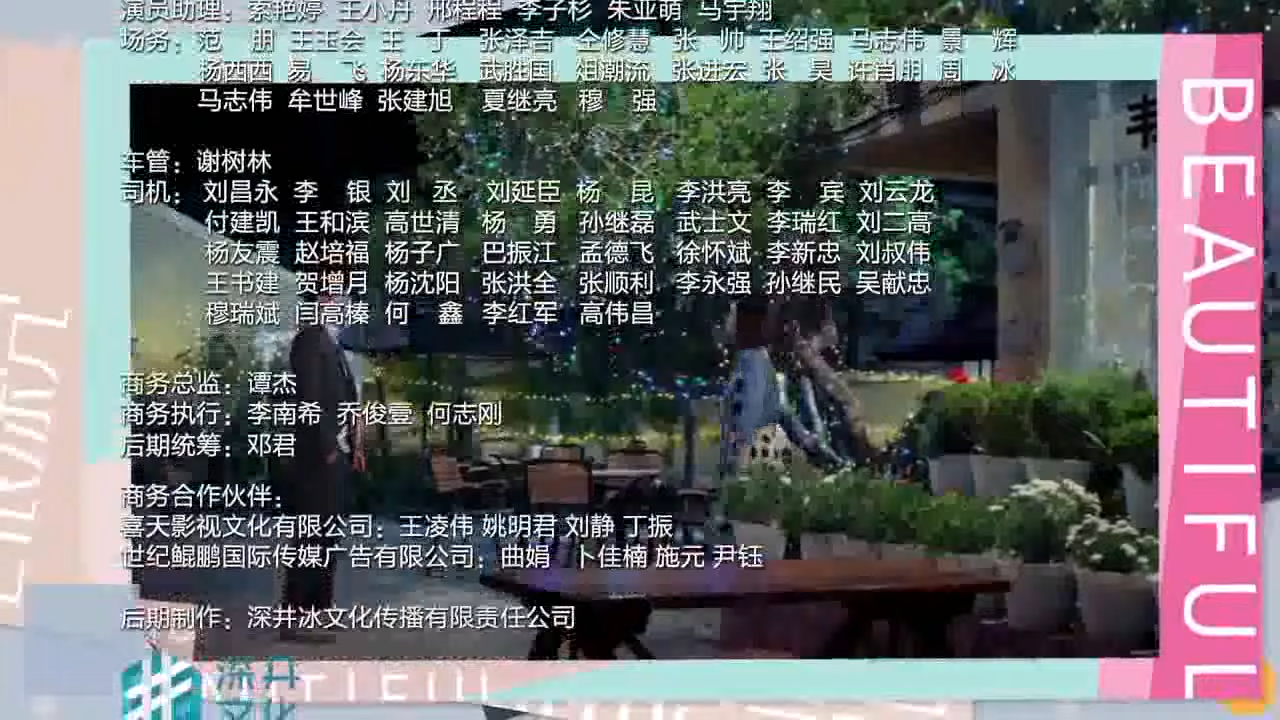 演员助理：索艳婷 王小丹 邢程程 李子杉 朱亚萌 马宇翔
场务：范 朋 王玉会 王 丁 张泽吉 仝修慧 张 帅 王绍强 马志伟 景 辉
杨西西 易 飞 杨东华 武胜国 俎潮流 张进宏 张 昊 许肖朋 周 冰
马志伟 牟世峰 张建旭 夏继亮 穆 强
车管：谢树林
司机：刘昌永 李 银 刘 丞 刘延臣 杨 昆 李洪亮 李 宾 刘云龙
付建凯 王和滨 高世清 杨 勇 孙继磊 武士文 李瑞红 刘二高
杨友震 赵培福 杨子广 巴振江 孟德飞 徐怀斌 李新忠 刘叔伟
王书建 贺增月 杨沈阳 张洪全 张顺利 李永强 孙继民 吴献忠
穆瑞斌 闫高榛 何 鑫 李红军 高伟昌
商务总监：谭杰
商务执行：李南希 乔俊壹 何志刚
后期统筹：邓君
商务合作伙伴：
喜天影视文化有限公司：王凌伟 姚明君 刘静 丁振
世纪鲲鹏国际传媒广告有限公司：曲娟 卜佳楠 施元 尹钰
后期制作：深井冰文化传播有限责任公司
BEAUTIFUL